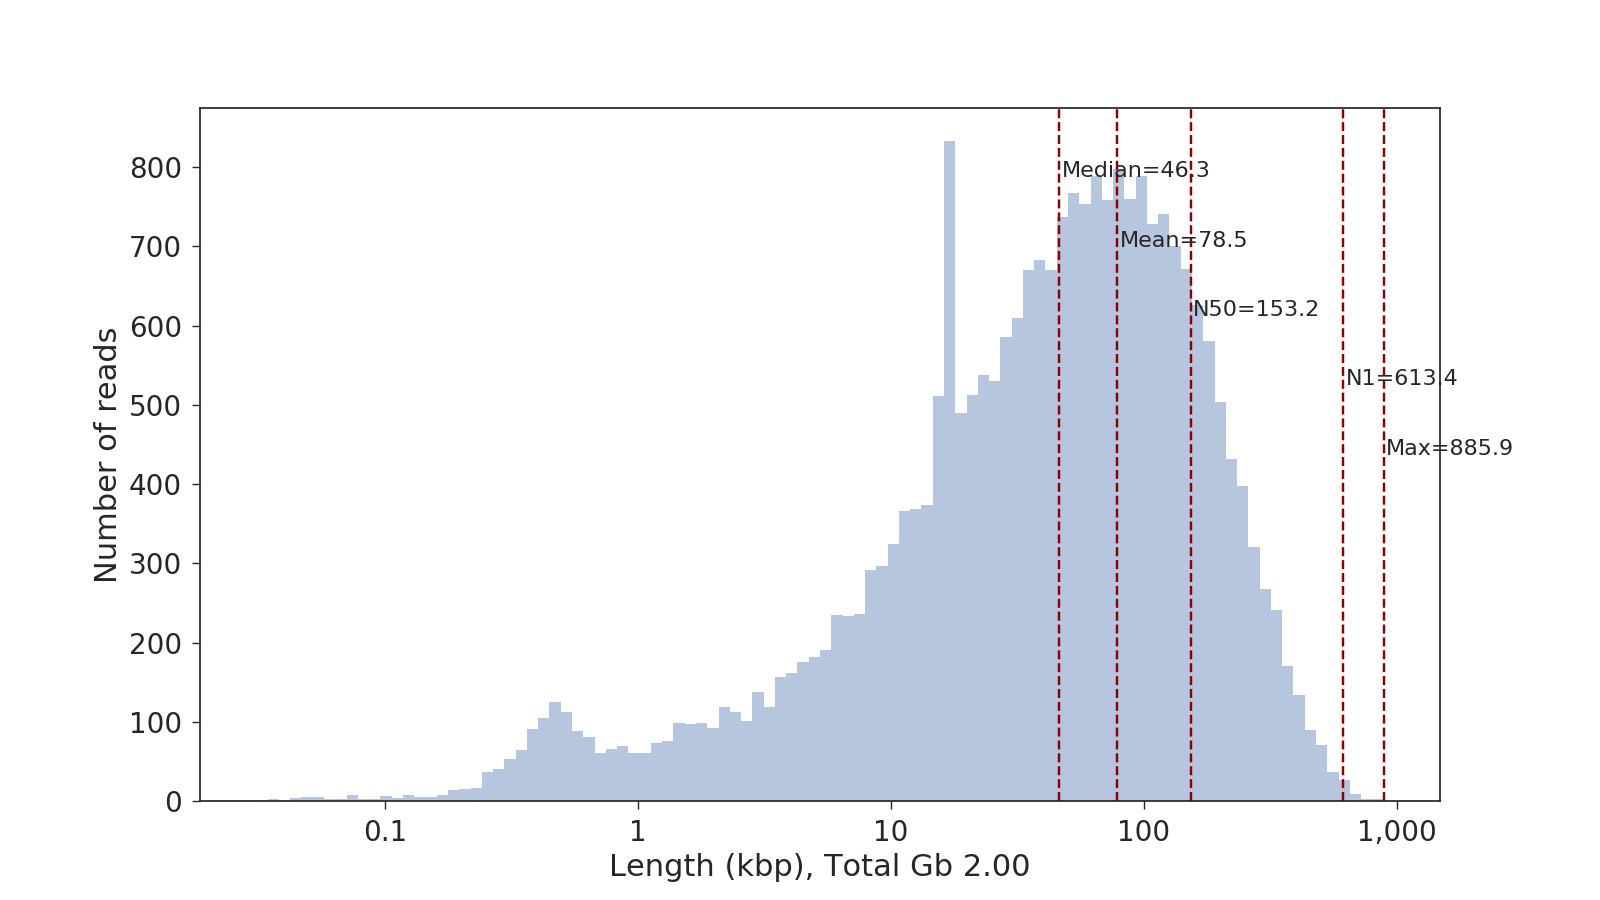 Number of reads
800
700
600
500
400
300
200
100
0
Median=46.3
Mean=78.5
N50=153.2
N1=613.4
Max=885.9
0.1 1 10 100 1,000
Length (kbp), Total Gb 2.00